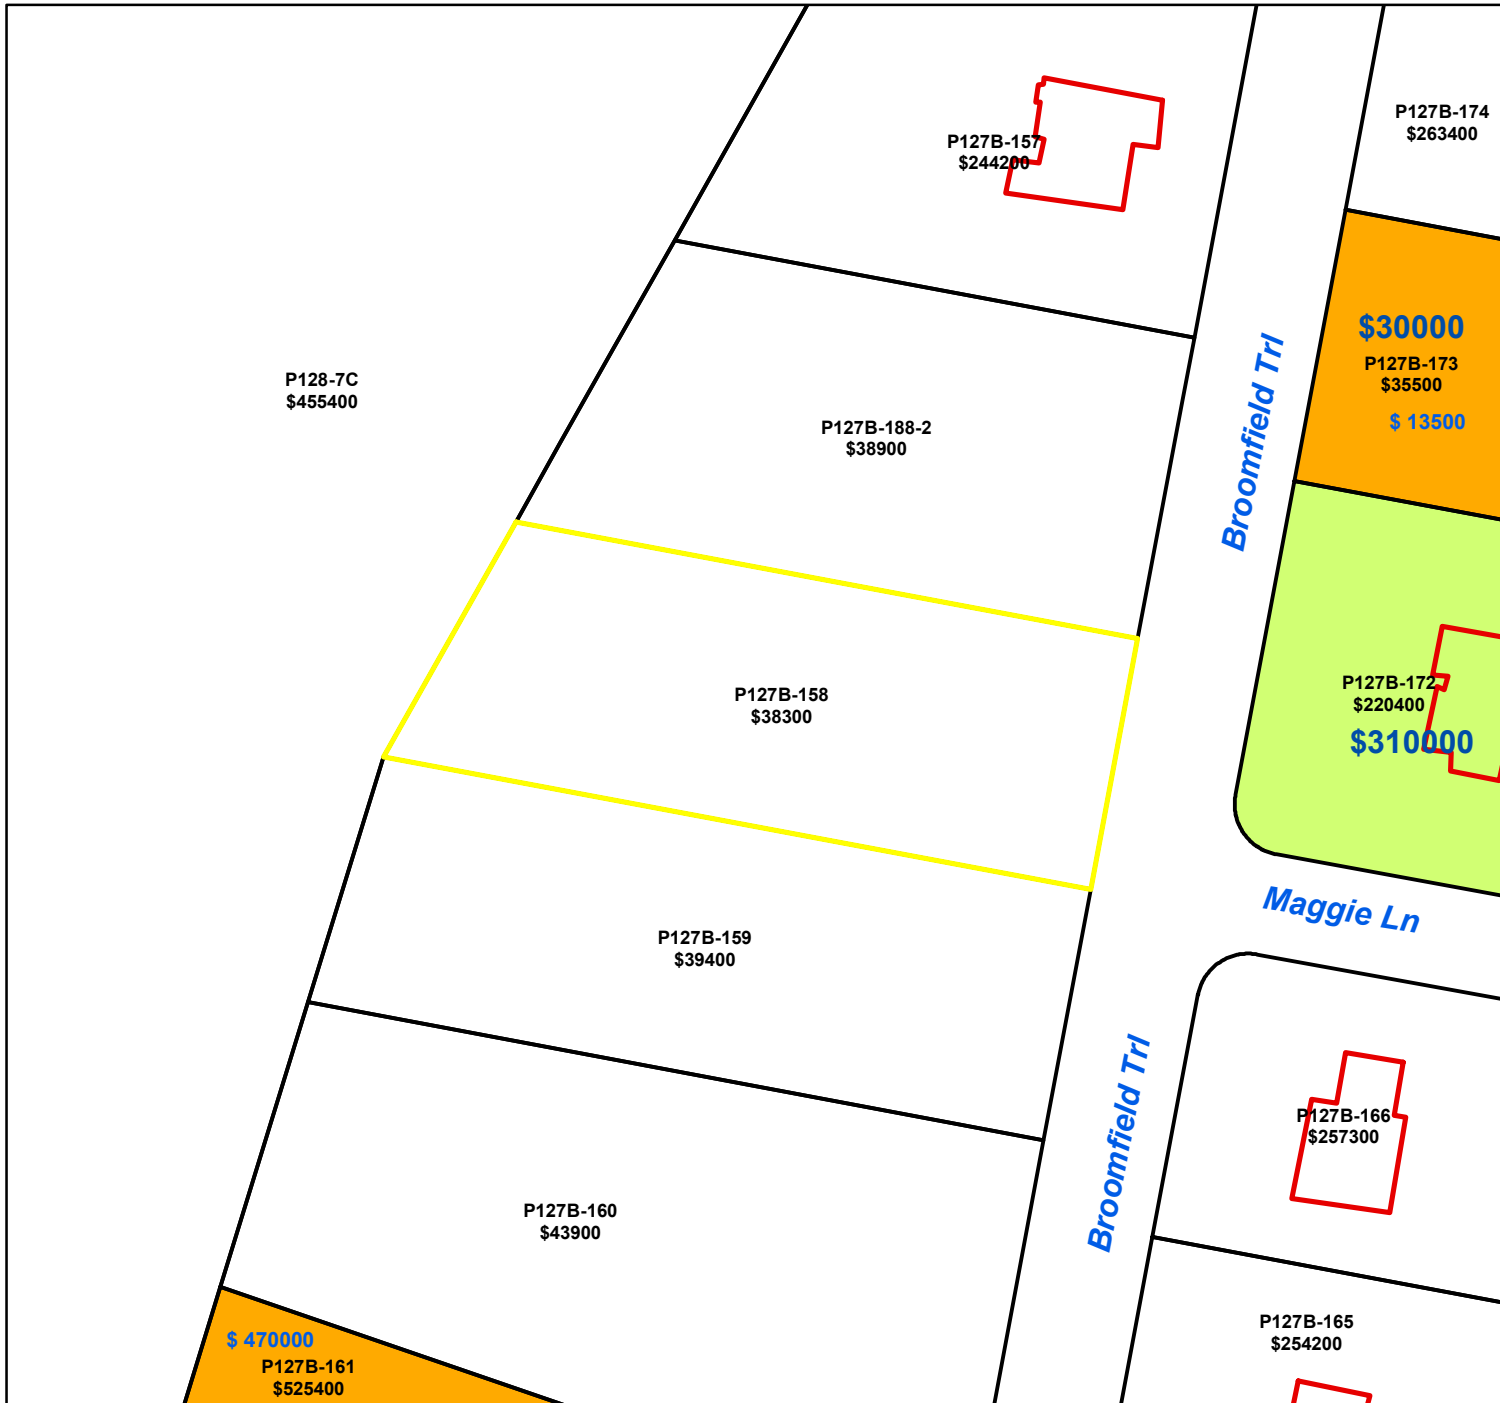 P127B-174
$263400
P127B-157
$244200
$30000
P127B-173
$35500
$ 13500
P128-7C
$455400
P127B-188-2
$38900
Broomfield Trl
P127B-158
$38300
P127B-172
$220400
$310000
Maggie Ln
P127B-159
$39400
Broomfield Trl
P127B-166
$257300
P127B-160
$43900
P127B-165
$254200
$ 470000
P127B-161
$525400